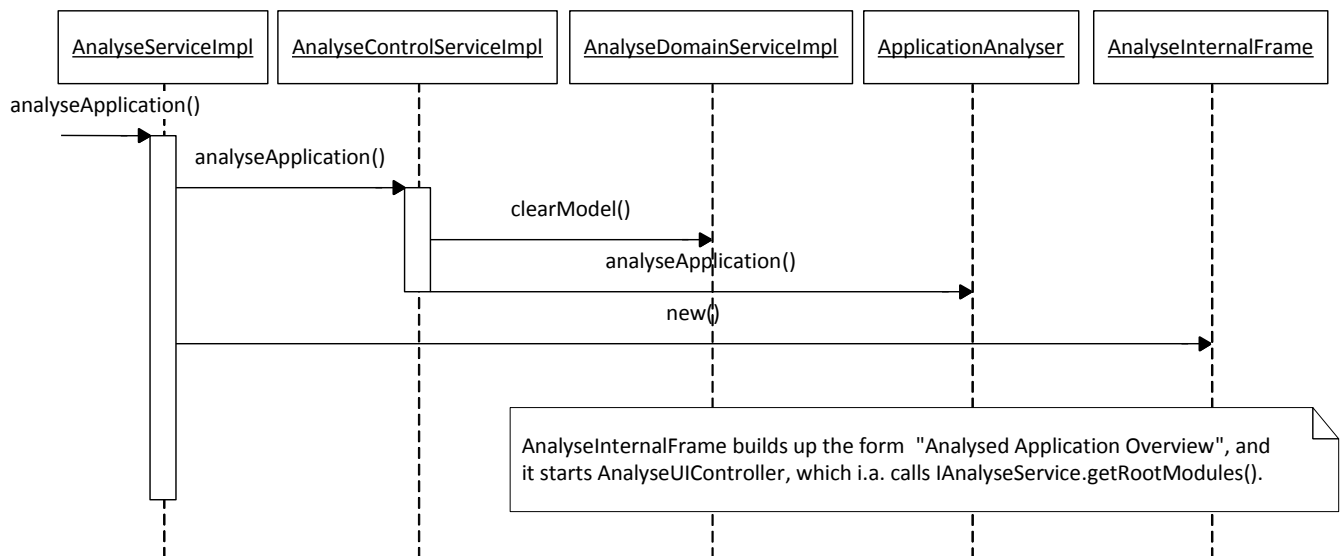 AnalyseServiceImpl
AnalyseControlServiceImpl
AnalyseDomainServiceImpl
ApplicationAnalyser
AnalyseInternalFrame
analyseApplication()
analyseApplication()
clearModel()
analyseApplication()
new()
AnalyseInternalFrame builds up the form  "Analysed Application Overview", and
it starts AnalyseUIController, which i.a. calls IAnalyseService.getRootModules().